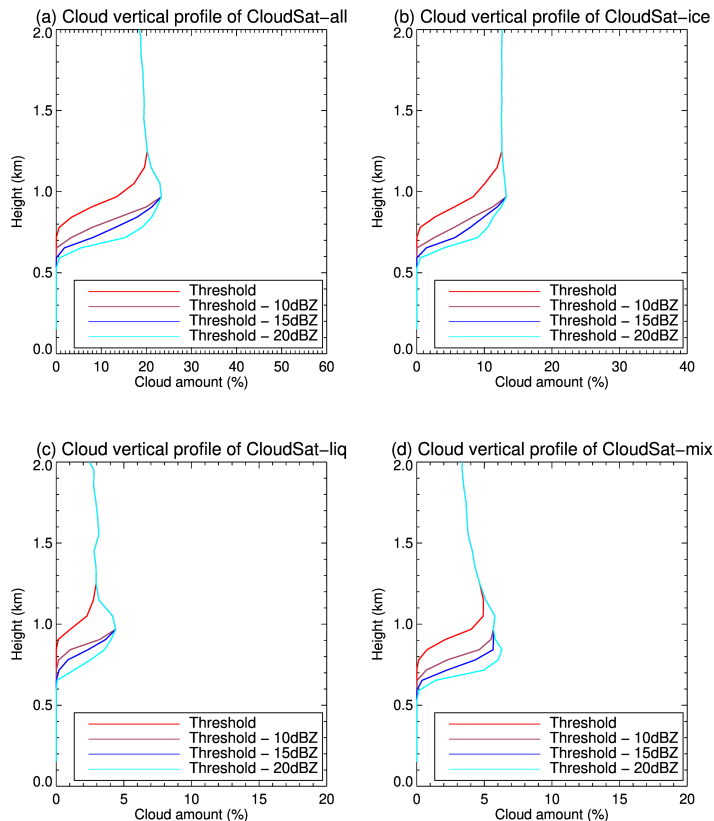 (a) Cloud vertical profile of CloudSat−all
2.0
1.5
1.0
0.5
0.0
Height (km)
Threshold
Threshold − 10dBZ
Threshold − 15dBZ
Threshold − 20dBZ
0 10 20 30 40 50 60
Cloud amount (%)
(b) Cloud vertical profile of CloudSat−ice
2.0
1.5
1.0
0.5
0.0
Height (km)
Threshold
Threshold − 10dBZ
Threshold − 15dBZ
Threshold − 20dBZ
0 10 20 30 40
Cloud amount (%)
(c) Cloud vertical profile of CloudSat−liq
2.0
1.5
1.0
0.5
0.0
Height (km)
Threshold
Threshold − 10dBZ
Threshold − 15dBZ
Threshold − 20dBZ
0 5 10 15 20
Cloud amount (%)
(d) Cloud vertical profile of CloudSat−mix
2.0
1.5
1.0
0.5
0.0
Height (km)
Threshold
Threshold − 10dBZ
Threshold − 15dBZ
Threshold − 20dBZ
0 5 10 15 20
Cloud amount (%)